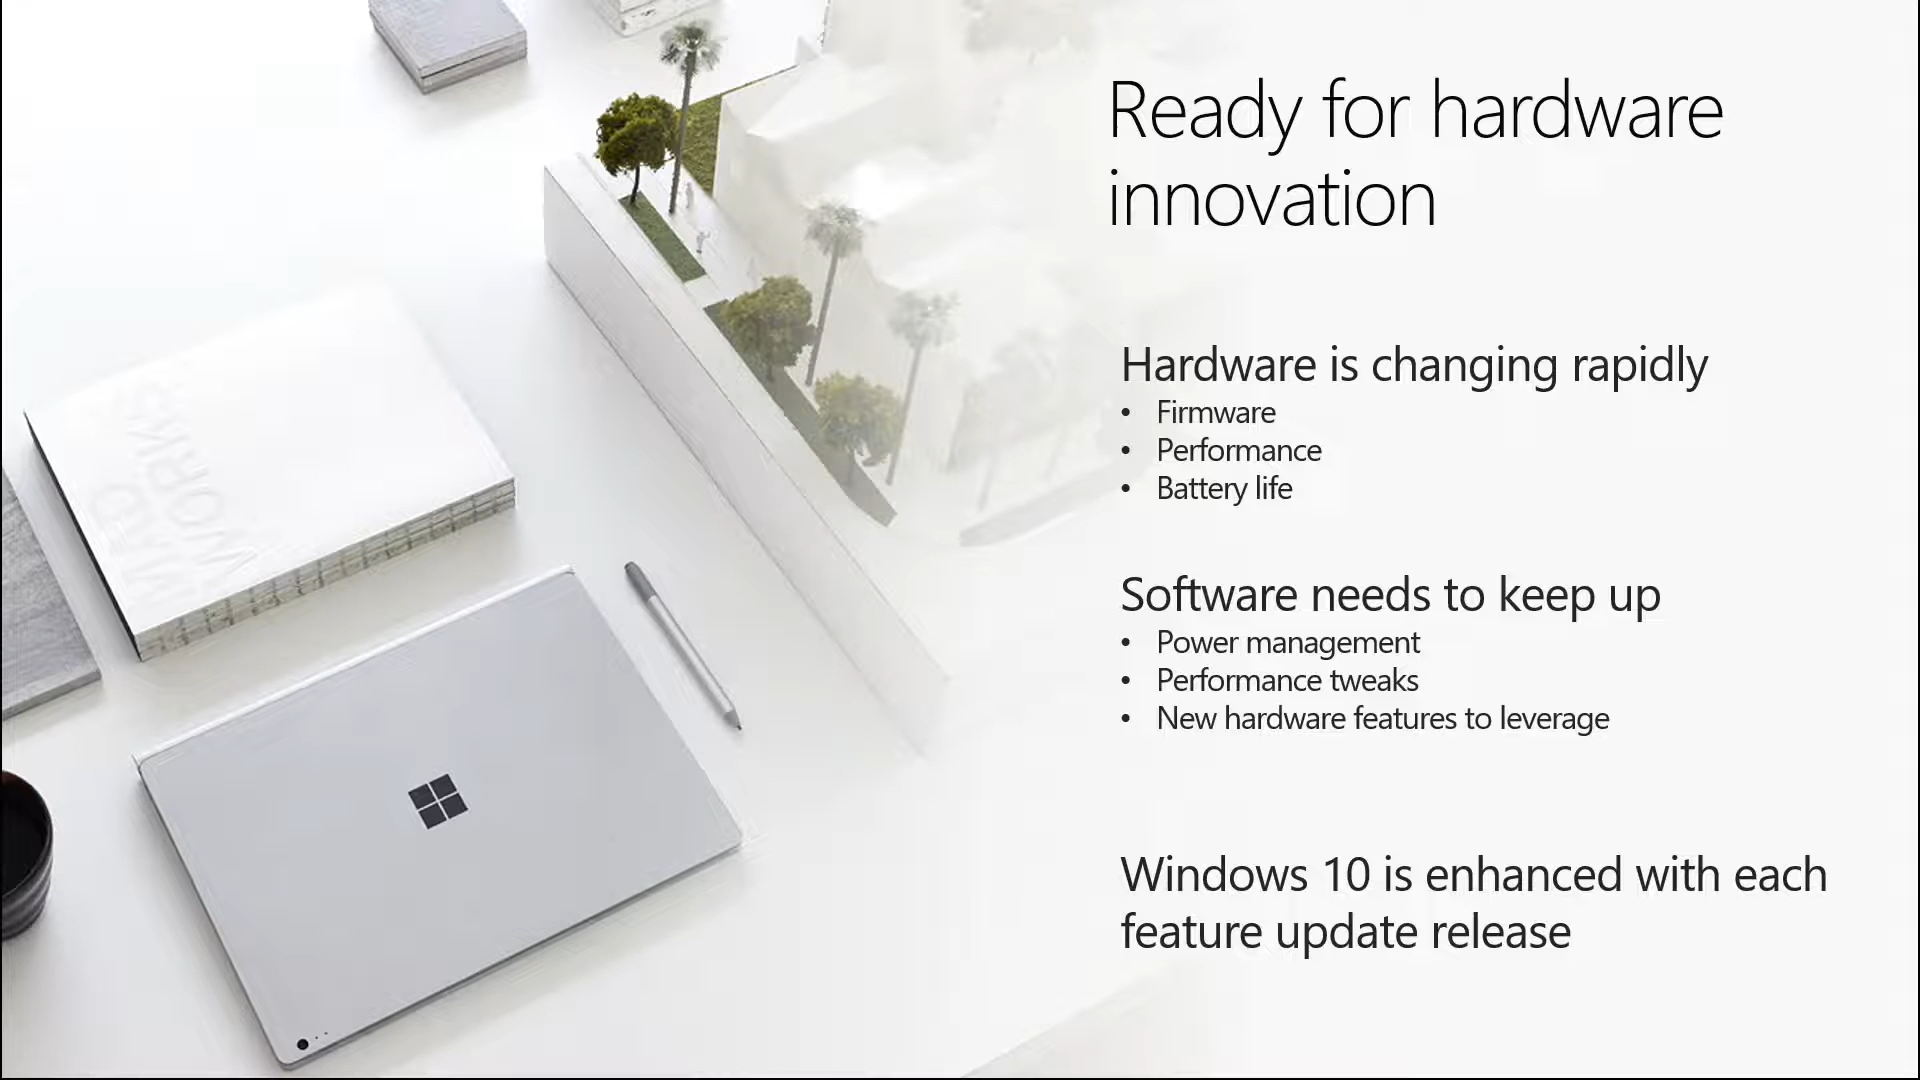 Ready for hardware
innovation
Hardware is changing rapidly
• Firmware
• Performance
• Battery life
Software needs to keep up
• Power management
• Performance tweaks
• New hardware features to leverage
Windows 10 is enhanced with each
feature update release
WORKS